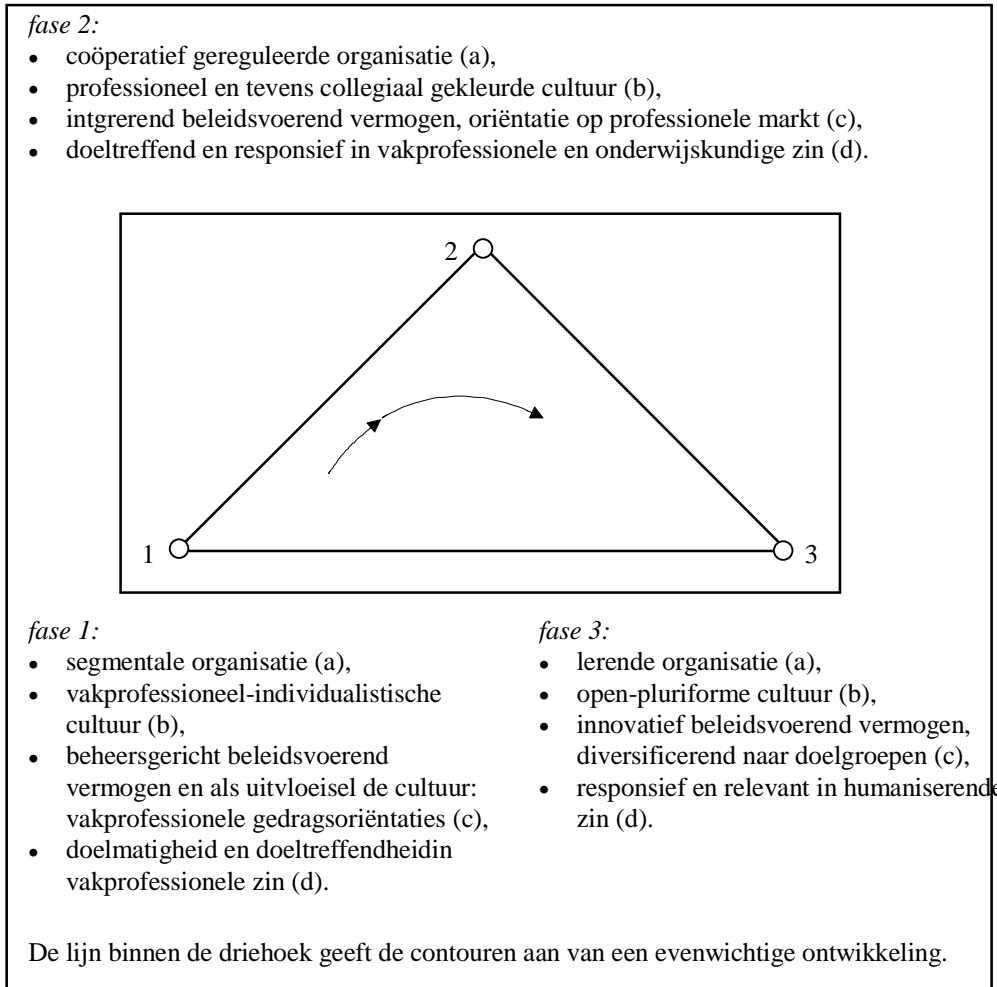 fase 2:
• coöperatief gereguleerde organisatie (a),
• professioneel en tevens collegiaal gekleurde cultuur (b),
• intgrerend beleidsvoerend vermogen, oriëntatie op professionele markt (c),
• doeltreffend en responsief in vakprofessionele en onderwijskundige zin (d).
2
1
3
fase 1:
• segmentale organisatie (a),
• vakprofessioneel-individualistische
cultuur (b),
• beheersgericht beleidsvoerend
vermogen en als uitvloeisel de cultuur:
vakprofessionele gedragsoriëntaties (c),
• doelmatigheid en doeltreffendheidin
vakprofessionele zin (d).
fase 3:
• lerende organisatie (a),
• open-pluriforme cultuur (b),
• innovatief beleidsvoerend vermogen,
diversificerend naar doelgroepen (c),
• responsief en relevant in humaniserende
zin (d).
De lijn binnen de driehoek geeft de contouren aan van een evenwichtige ontwikkeling.